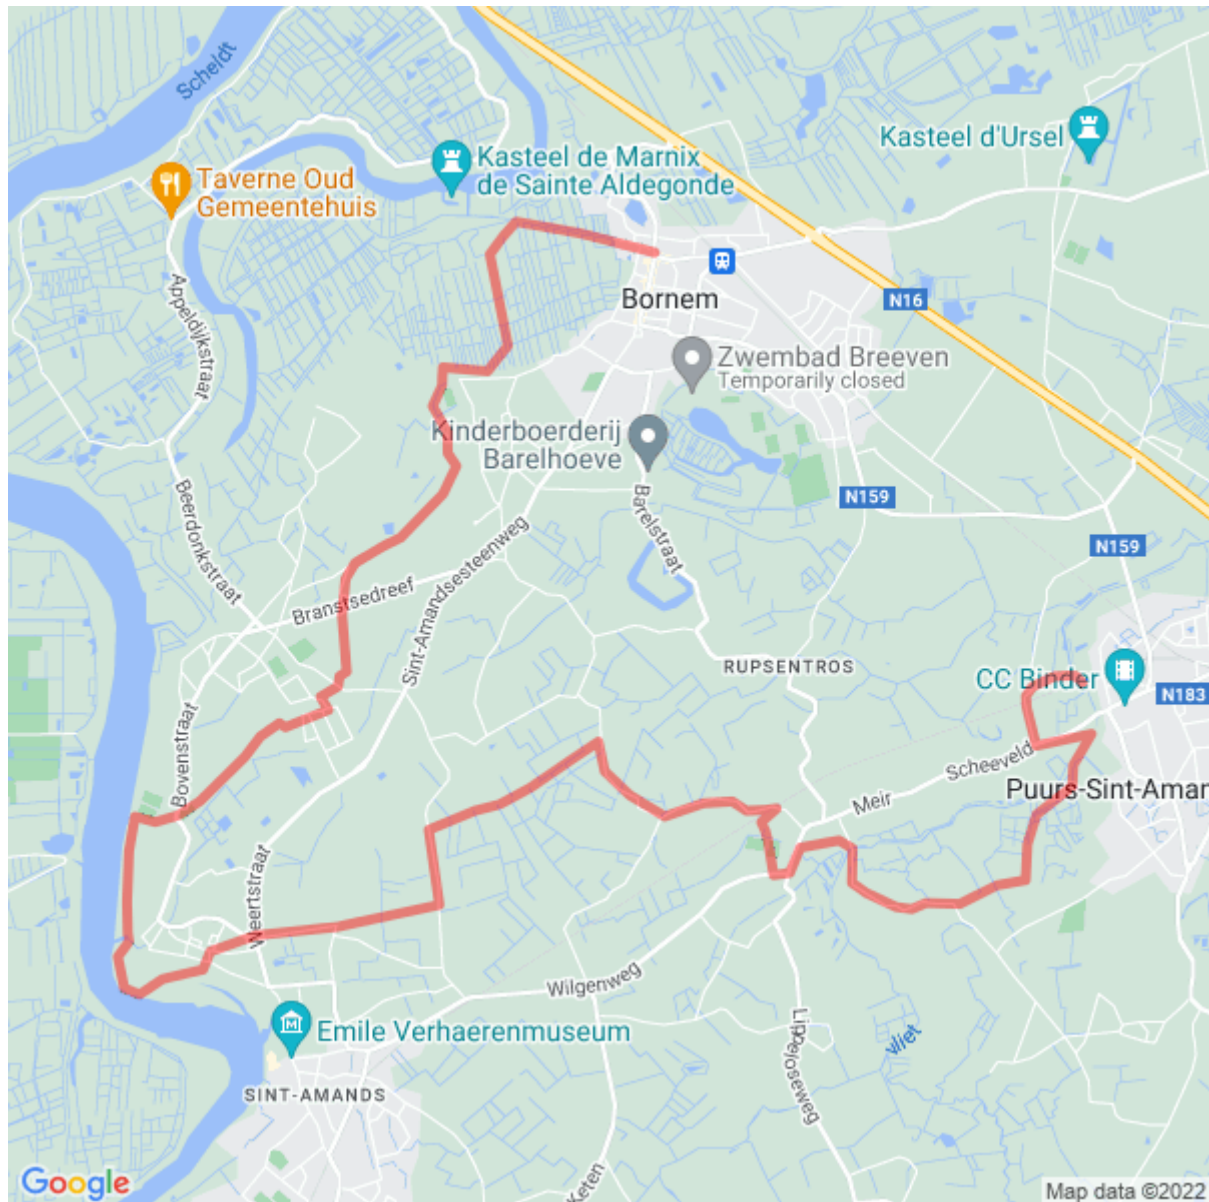 Scheldt
Kasteel d'Ursel
Kasteel de Marnix
de Sainte Aldegonde
Taverne Oud
Gemeentehuis
Appeldijkstraat
Bornem
N16
Zwembad Breeven
Temporarily closed
Kinderboerderij
Barelhoeve
Beerdonkstraat
Barelstraat
N159
N159
Branstsedreef
Sint-Amandsesteenweg
RUPSENTROS
CC Binder
N183
Bovenstraat
Scheeveld
Meir
Puurs-Sint-Amar
Weertstraat
Wilgenweg
Emile Verhaerenmuseum
Lippeloseweg
vliet
SINT-AMANDS
Keten
Google
Map data ©2022